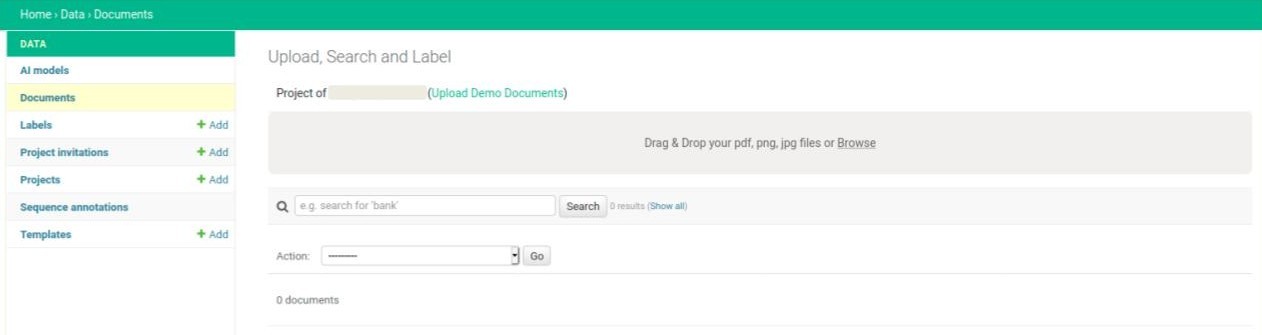 Home › Data › Documents
DATA
AI models
Documents
Labels + Add
Project invitations + Add
Projects + Add
Sequence annotations
Templates + Add
Upload, Search and Label
Project of (Upload Demo Documents)
Drag & Drop your pdf, png, jpg files or Browse
e.g. search for 'bank' Search 0 results (Show all)
Action: --------- Go
0 documents